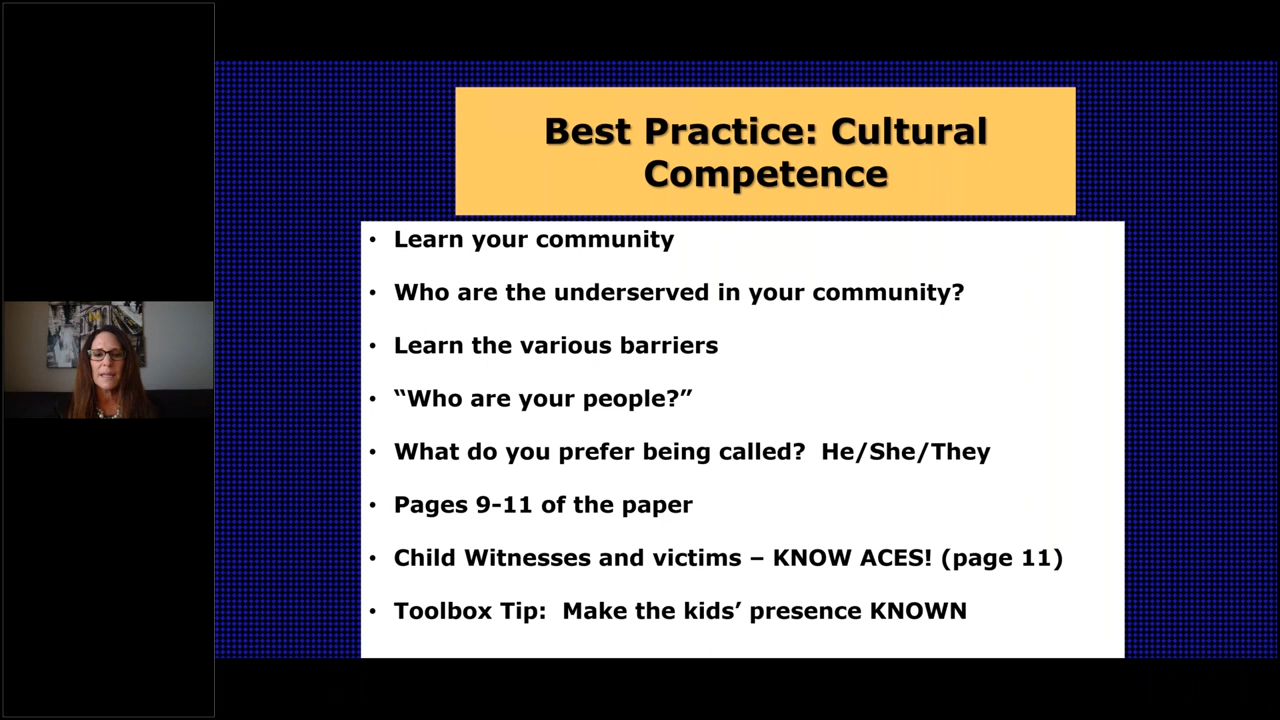 Best Practice: Cultural
Competence
• Learn your community
• Who are the underserved in your community?
• Learn the various barriers
• “Who are your people?”
• What do you prefer being called?  He/She/They
• Pages 9-11 of the paper
• Child Witnesses and victims – KNOW ACES! (page 11)
• Toolbox Tip:  Make the kids’ presence KNOWN